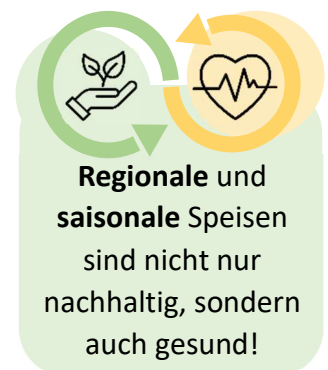 Regionale und
saisonale Speisen
sind nicht nur
nachhaltig, sondern
auch gesund!